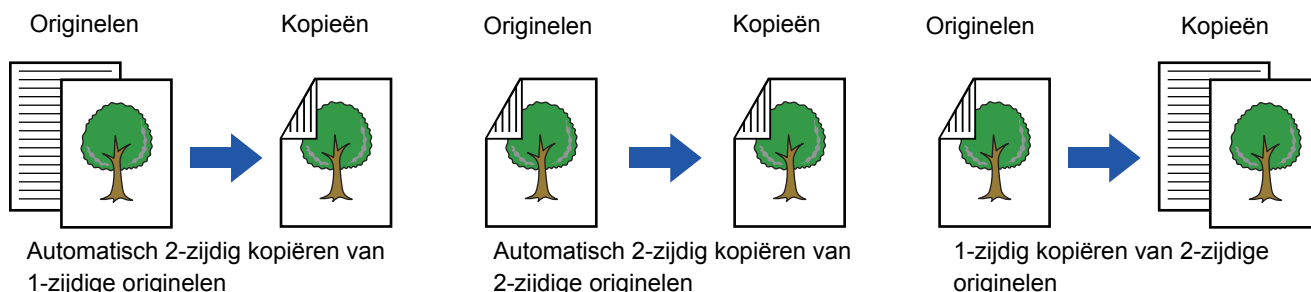 Originelen
Kopieën
Originelen
Kopieën
Originelen
Kopieën
Automatisch 2-zijdig kopiëren van
1-zijdige originelen
Automatisch 2-zijdig kopiëren van
2-zijdige originelen
1-zijdig kopiëren van 2-zijdige
originelen